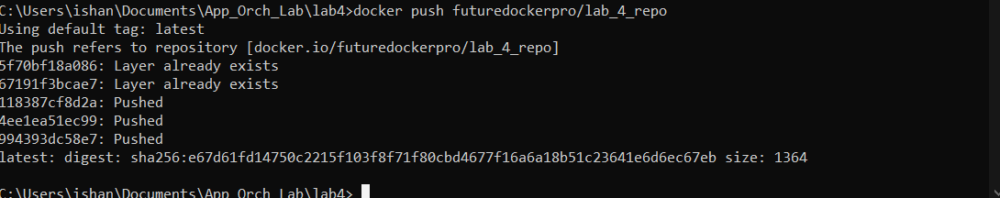 C:\Users\ishan\Documents\App_Orch_Lab\lab4>docker push futuredockerpro/lab_4_repo
Using default tag: latest
The push refers to repository [docker.io/futuredockerpro/lab_4_repo]
5f70bf18a086: Layer already exists
67191f3bcae7: Layer already exists
118387cf8d2a: Pushed
4ee1ea51ec99: Pushed
994393dc58e7: Pushed
latest: digest: sha256:e67d61fd14750c2215f103f8f71f80cbd4677f16a6a18b51c23641e6d6ec67eb size: 1364
C:\Users\ishan\Documents\App_Orch_Lab\lab4>